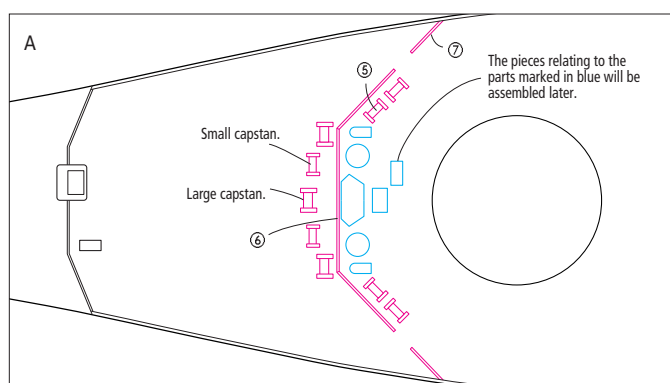 A
⑦
⑤
The pieces relating to the
parts marked in blue will be
assembled later.
Small capstan.
Large capstan.
⑥